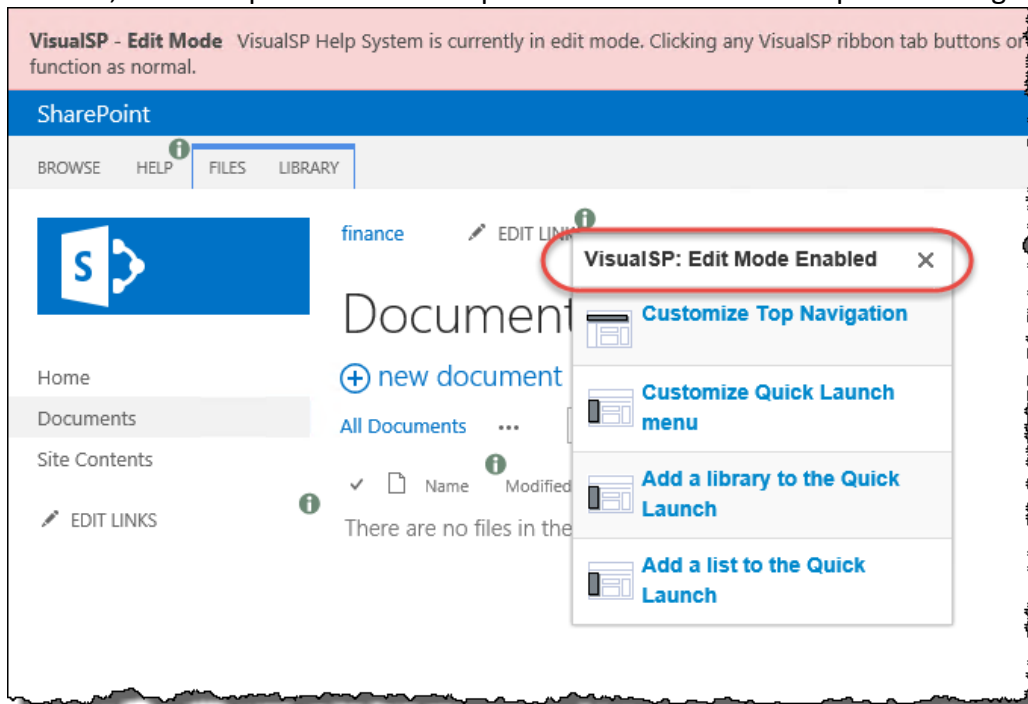 VisualSP - Edit Mode VisualSP Help System is currently in edit mode. Clicking any VisualSP ribbon tab buttons or
function as normal.
SharePoint
BROWSE HELP FILES LIBRARY
finance EDIT LINK
VisualSP: Edit Mode Enabled
Document
Customize Top Navigation
Home
new document
Customize Quick Launch
menu
Documents
All Documents ...
Site Contents
Name Modified
Add a library to the Quick
Launch
EDIT LINKS
There are no files in the
Add a list to the Quick
Launch